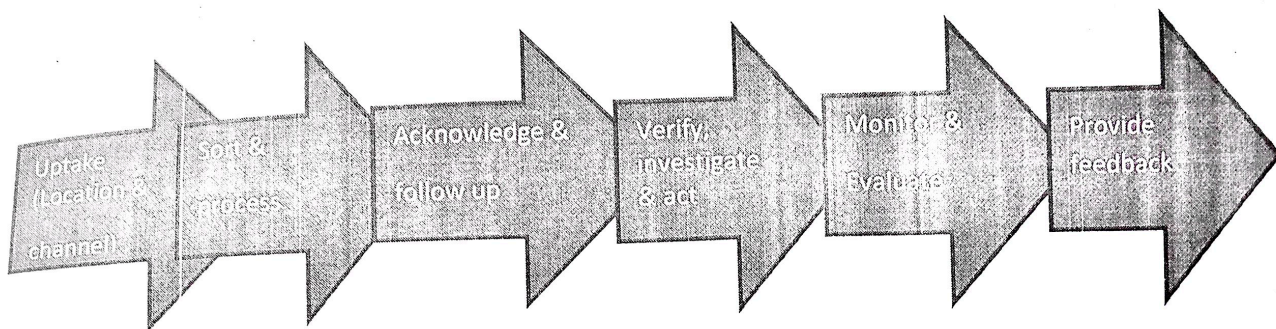 Uptake
(Location &
channel)
Sort &
process
Acknowledge &
follow up
Verify,
investigate
& act
Monitor &
Evaluate
Provide
feedback